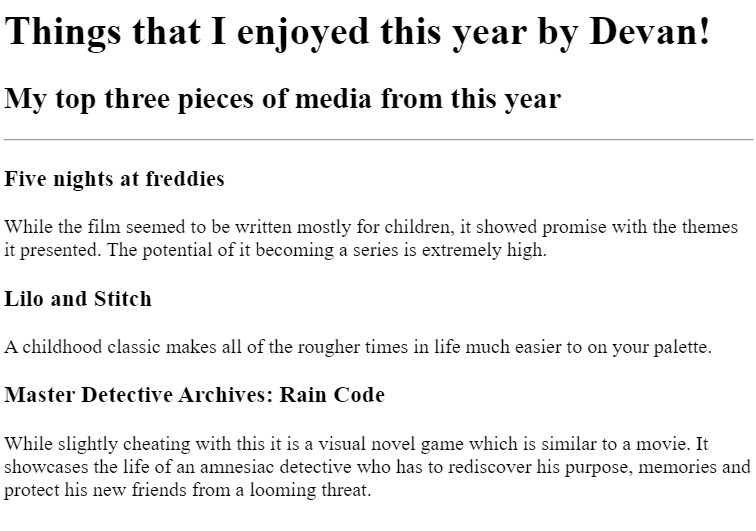 Things that I enjoyed this year by Devan!
My top three pieces of media from this year
Five nights at freddies
While the film seemed to be written mostly for children, it showed promise with the themes
it presented. The potential of it becoming a series is extremely high.
Lilo and Stitch
A childhood classic makes all of the rougher times in life much easier to on your palette.
Master Detective Archives: Rain Code
While slightly cheating with this it is a visual novel game which is similar to a movie. It
showcases the life of an amnesiac detective who has to rediscover his purpose, memories and
protect his new friends from a looming threat.